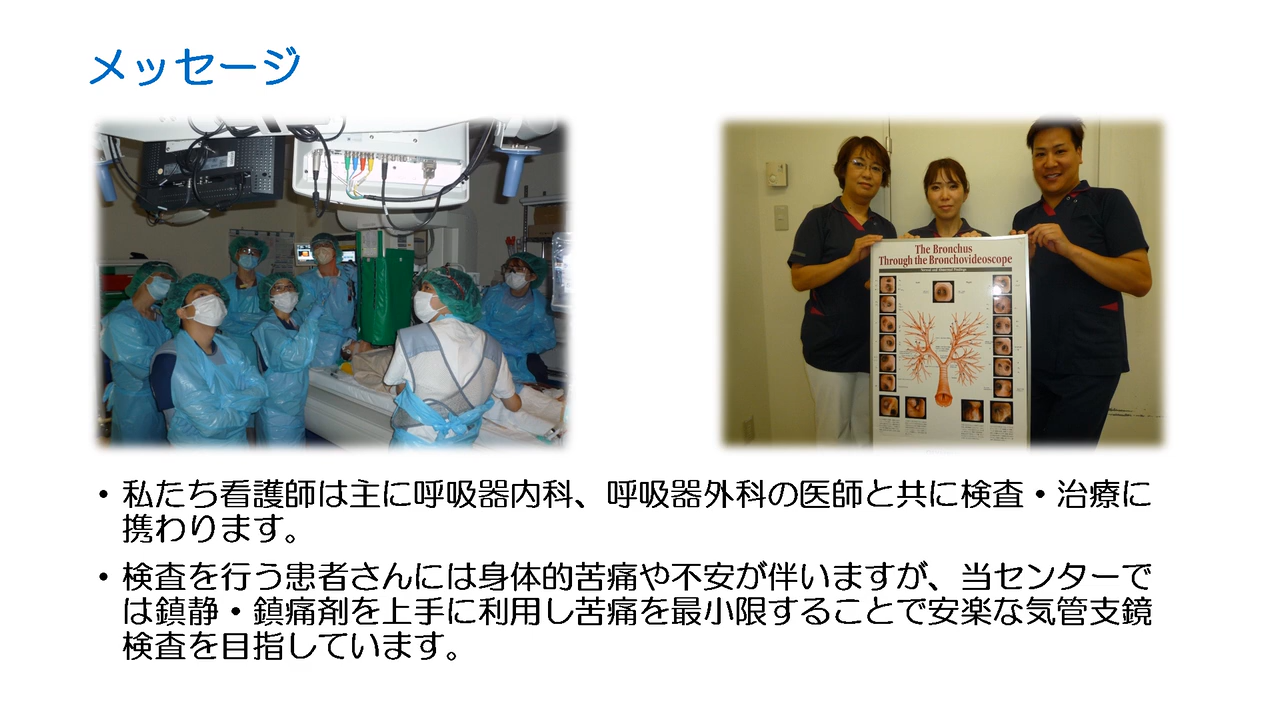 メッセージ
The Bronchus
Through the Bronchovideoscope
Normal and Abnormal Findings
• 私たち看護師は主に呼吸器内科、呼吸器外科の医師と共に検査・治療に
携わります。
• 検査を行う患者さんには身体的苦痛や不安が伴いますが、当センターで
は鎮静・鎮痛剤を上手に利用し苦痛を最小限することで安楽な気管支鏡
検査を目指しています。